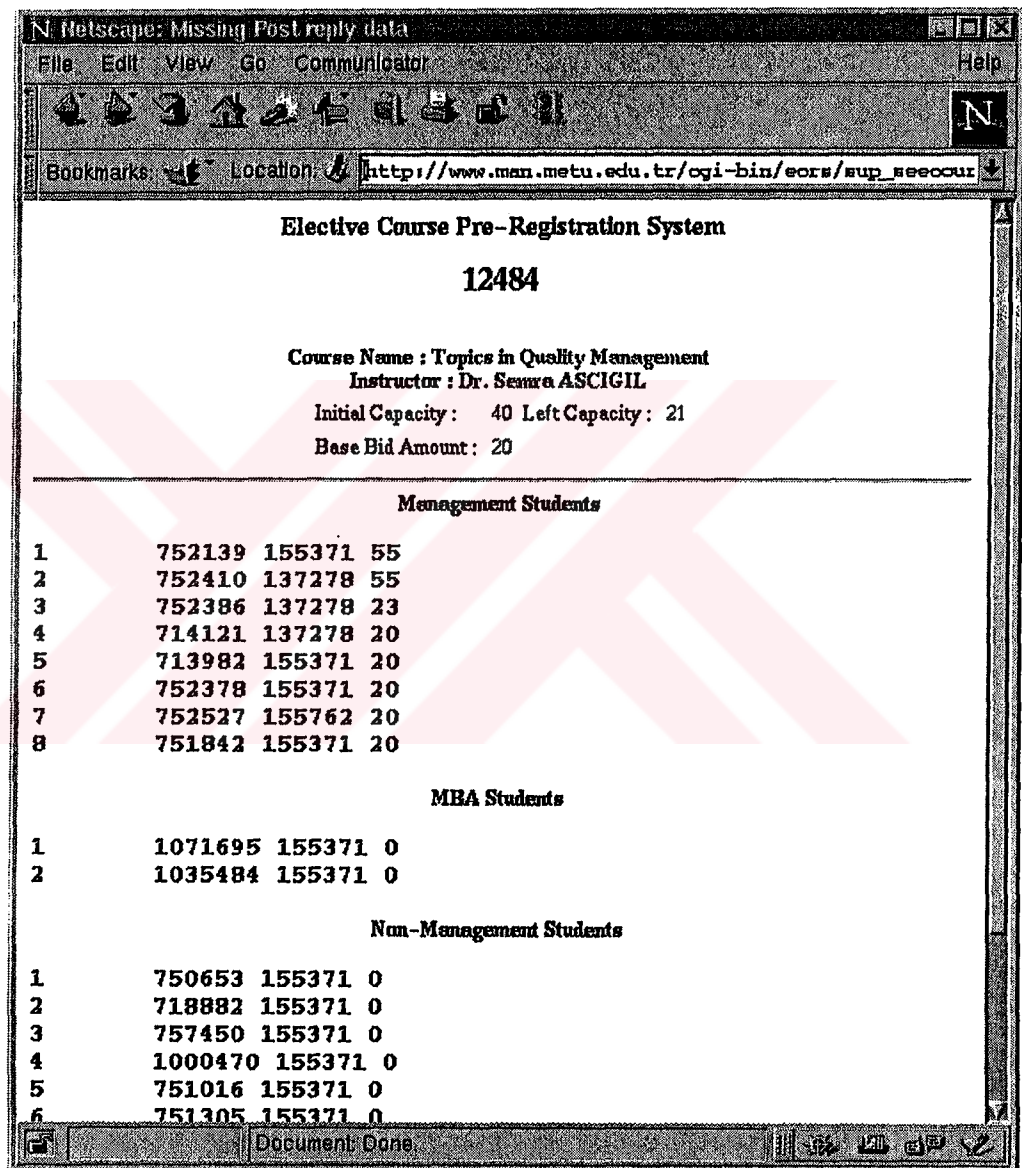 N Netscape: Missing Post reply data
File Edit View Go Communicator Help
N
Bookmarks: Location: http://www.man.metu.edu.tr/cgi-bin/eors/sup_seecour
Elective Course Pre-Registration System
12484
Course Name : Topics in Quality Management
Instructor : Dr. Semra ASCIGIL
Initial Capacity : 40 Left Capacity : 21
Base Bid Amount : 20
Management Students
1 752139 155371 55
2 752410 137278 55
3 752386 137278 23
4 714121 137278 20
5 713982 155371 20
6 752378 155371 20
7 752527 155762 20
8 751842 155371 20
MBA Students
1 1071695 155371 0
2 1035484 155371 0
Non-Management Students
1 750653 155371 0
2 718882 155371 0
3 757450 155371 0
4 1000470 155371 0
5 751016 155371 0
6 751305 155371 0
Document: Done